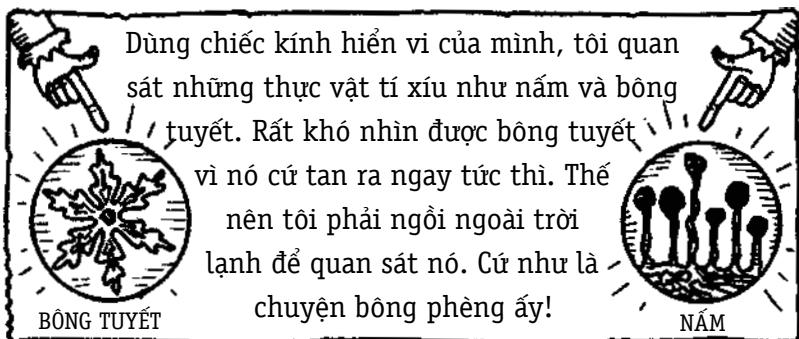 Dùng chiếc kính hiển vi của mình, tôi quan
sát những thực vật tí xíu như nấm và bông
tuyết. Rất khó nhìn được bông tuyết
vì nó cứ tan ra ngay tức thì. Thế
nên tôi phải ngồi ngoài trời
lạnh để quan sát nó. Cứ như là
chuyện bông phèng ấy!
BÔNG TUYẾT
NẤM